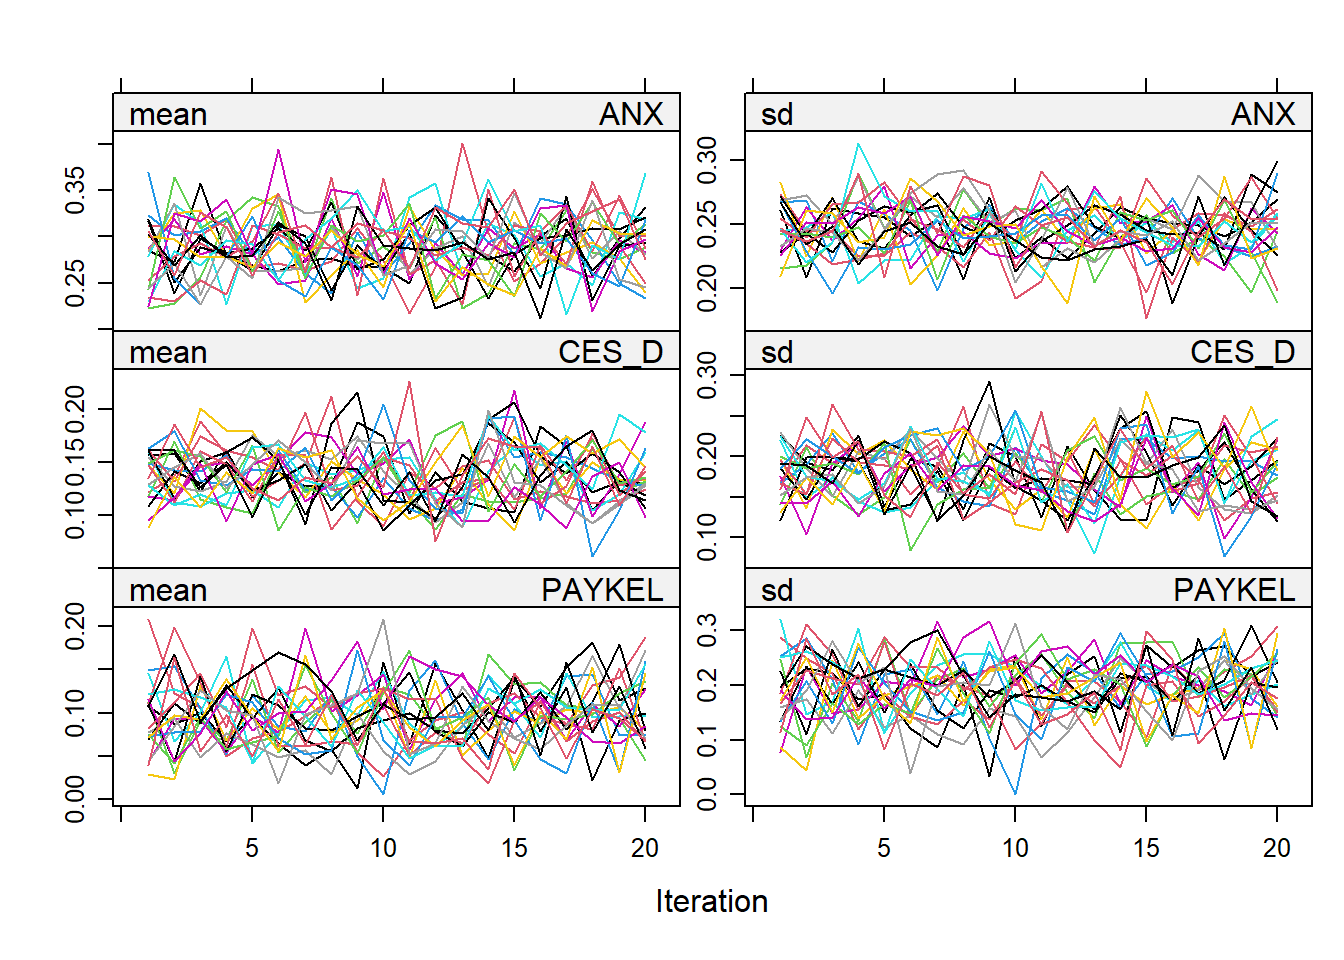 mean ANX
sd ANX
0.35
0.25
0.30
0.25
0.20
mean CES_D
sd CES_D
0.20
0.15
0.10
0.30
0.20
0.10
mean PAYKEL
sd PAYKEL
0.20
0.10
0.00
0.3
0.2
0.1
0.0
5 10 15 20
5 10 15 20
Iteration